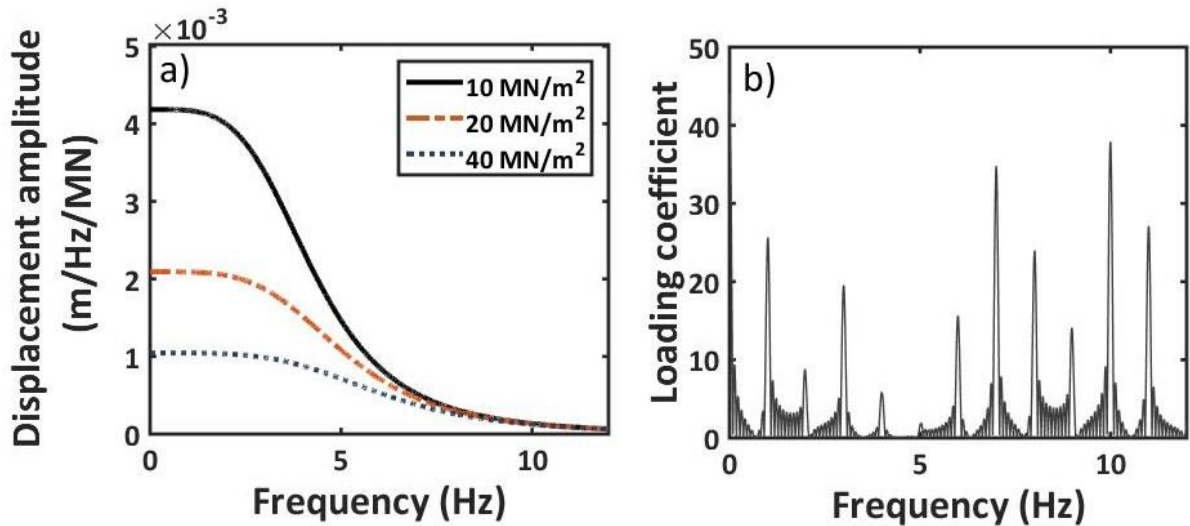 ×10⁻³
a)
Displacement amplitude
(m/Hz/MN)
5
4
3
2
1
0
10 MN/m²
20 MN/m²
40 MN/m²
0
5
10
Frequency (Hz)
b)
Loading coefficient
50
40
30
20
10
0
0
5
10
Frequency (Hz)